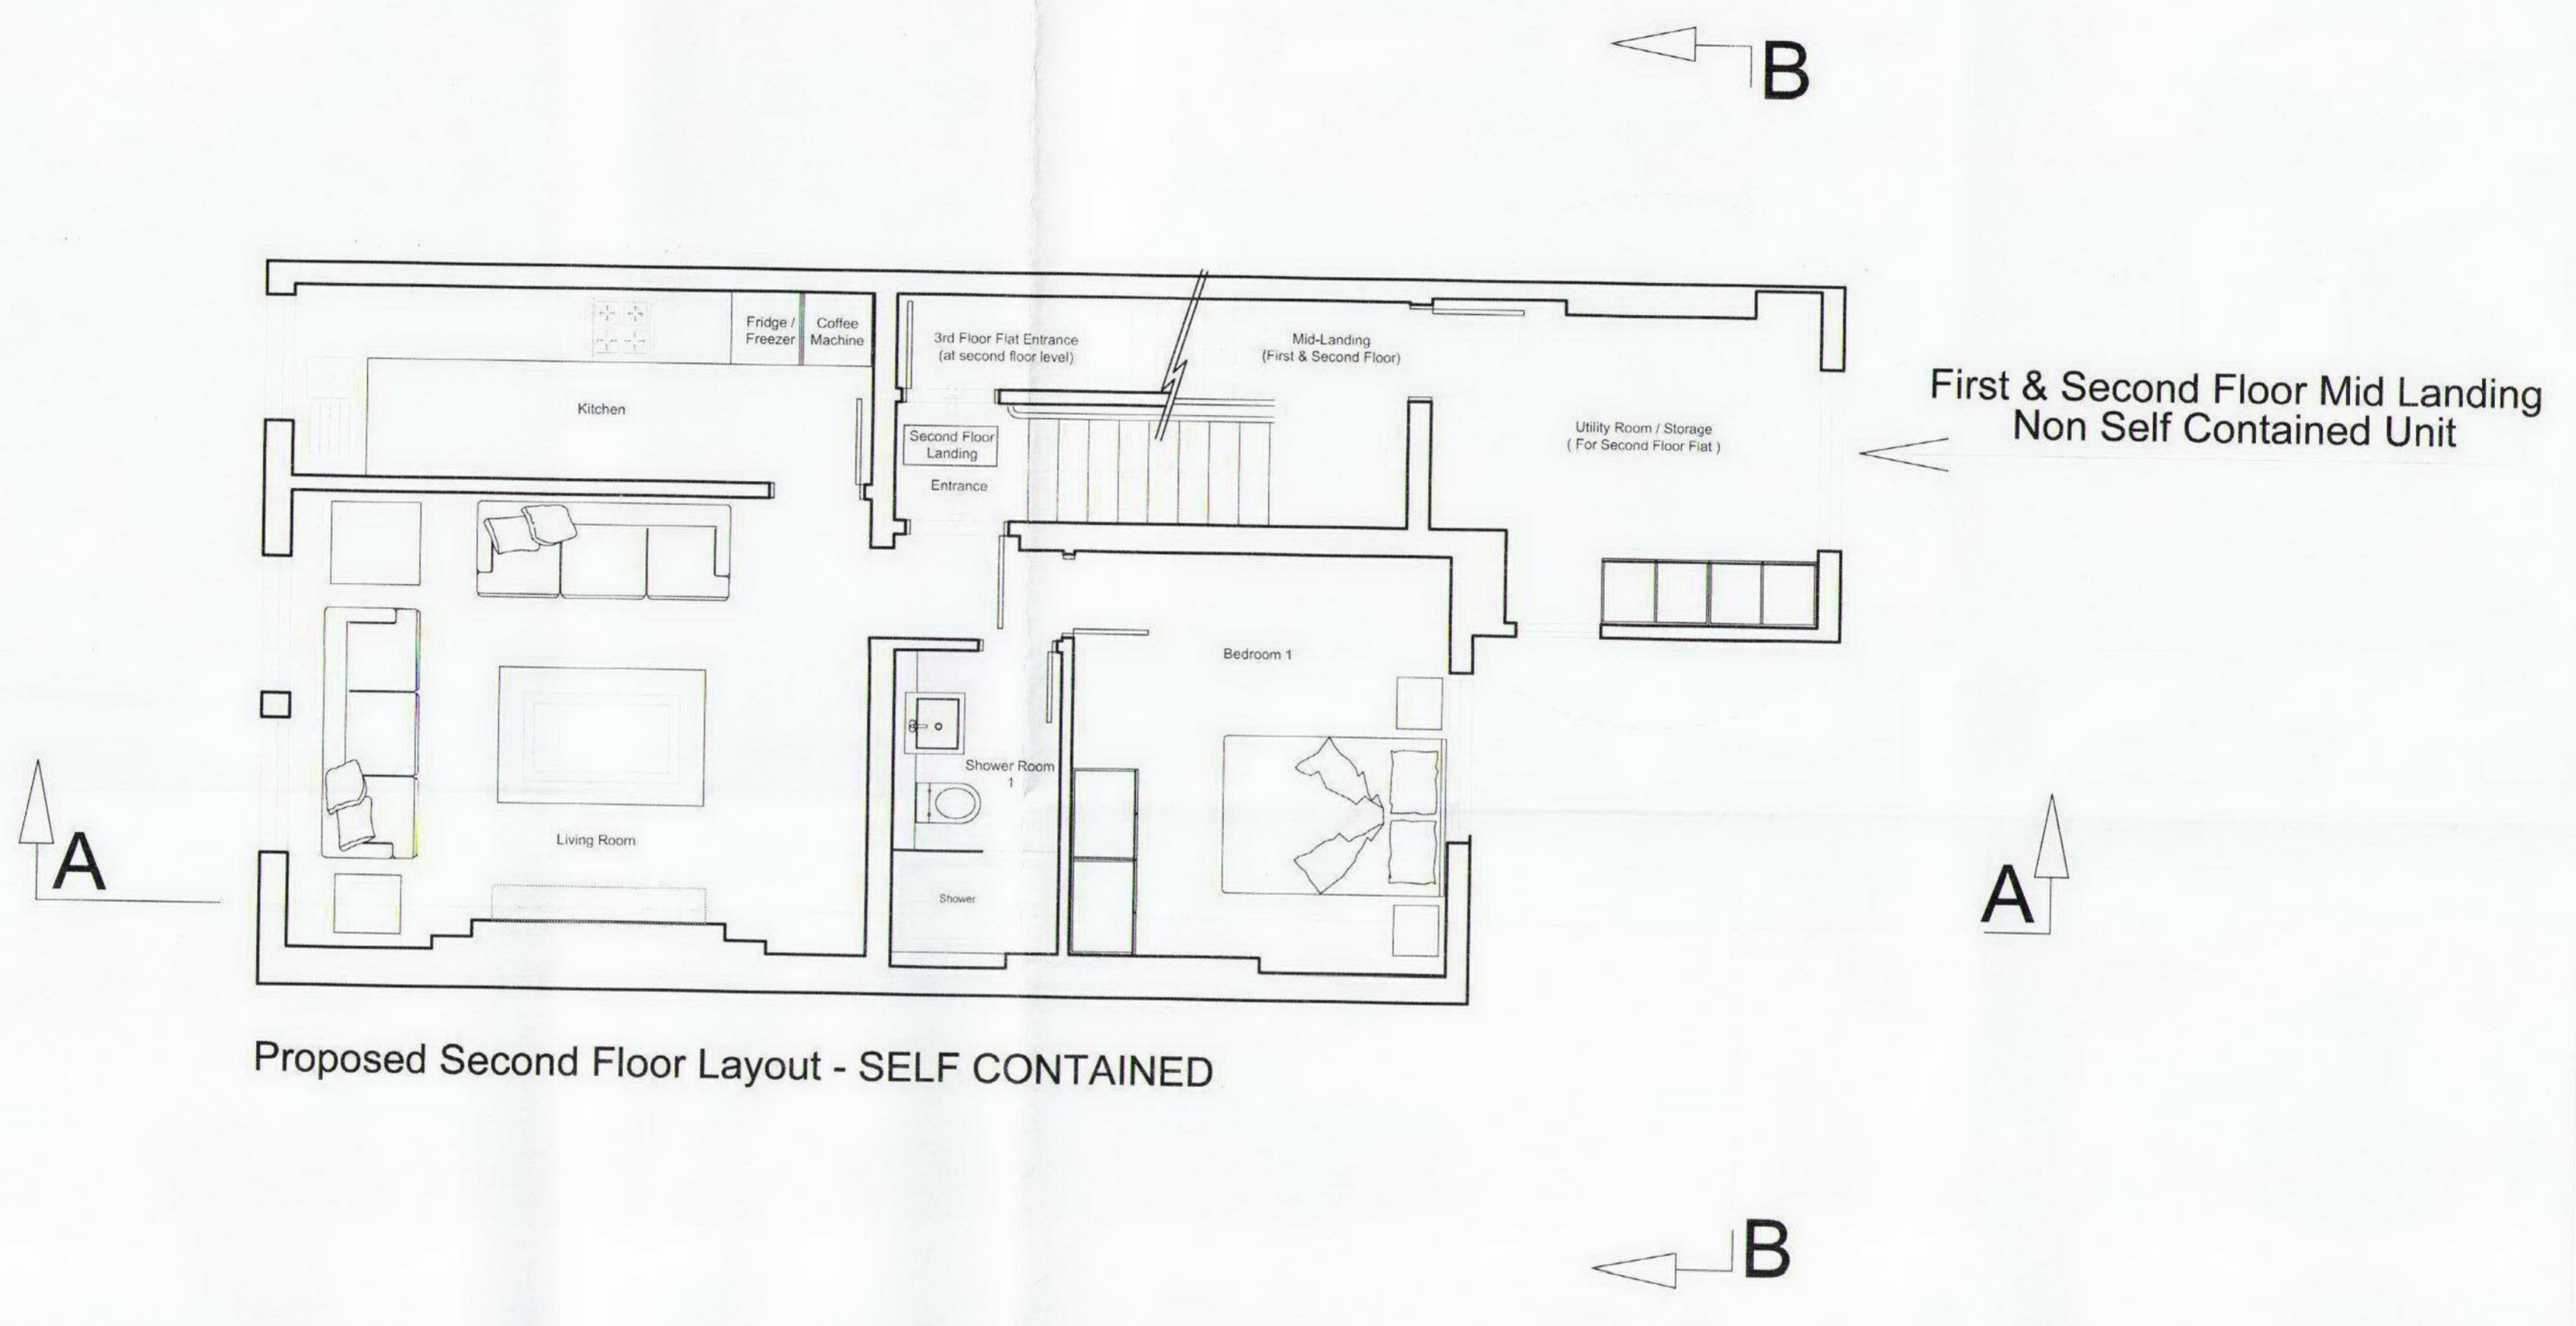 B
Fridge /
Freezer
Coffee
Machine
3rd Floor Flat Entrance
(at second floor level)
Mid-Landing
(First & Second Floor)
First & Second Floor Mid Landing
Non Self Contained Unit
Kitchen
Second Floor
Landing
Entrance
Utility Room / Storage
( For Second Floor Flat )
Bedroom 1
Shower Room
1
Living Room
Shower
A
A
Proposed Second Floor Layout - SELF CONTAINED
B